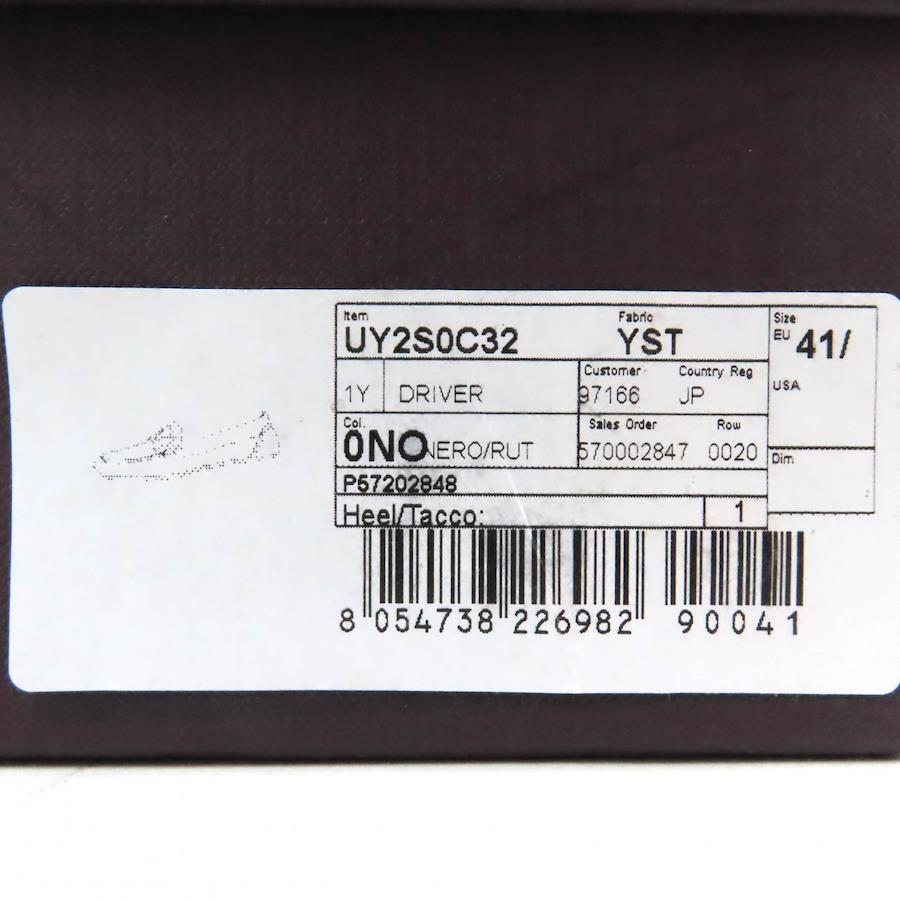 Item Fabric Size
UY2S0C32 YST EU 41/
Customer Country Reg
1Y DRIVER 97166 JP USA
Col. Sales Order Row
0NO NERO/RUT 570002847 0020
Dim
P57202848
Heel/Tacco: 1
8 054738 226982 90041